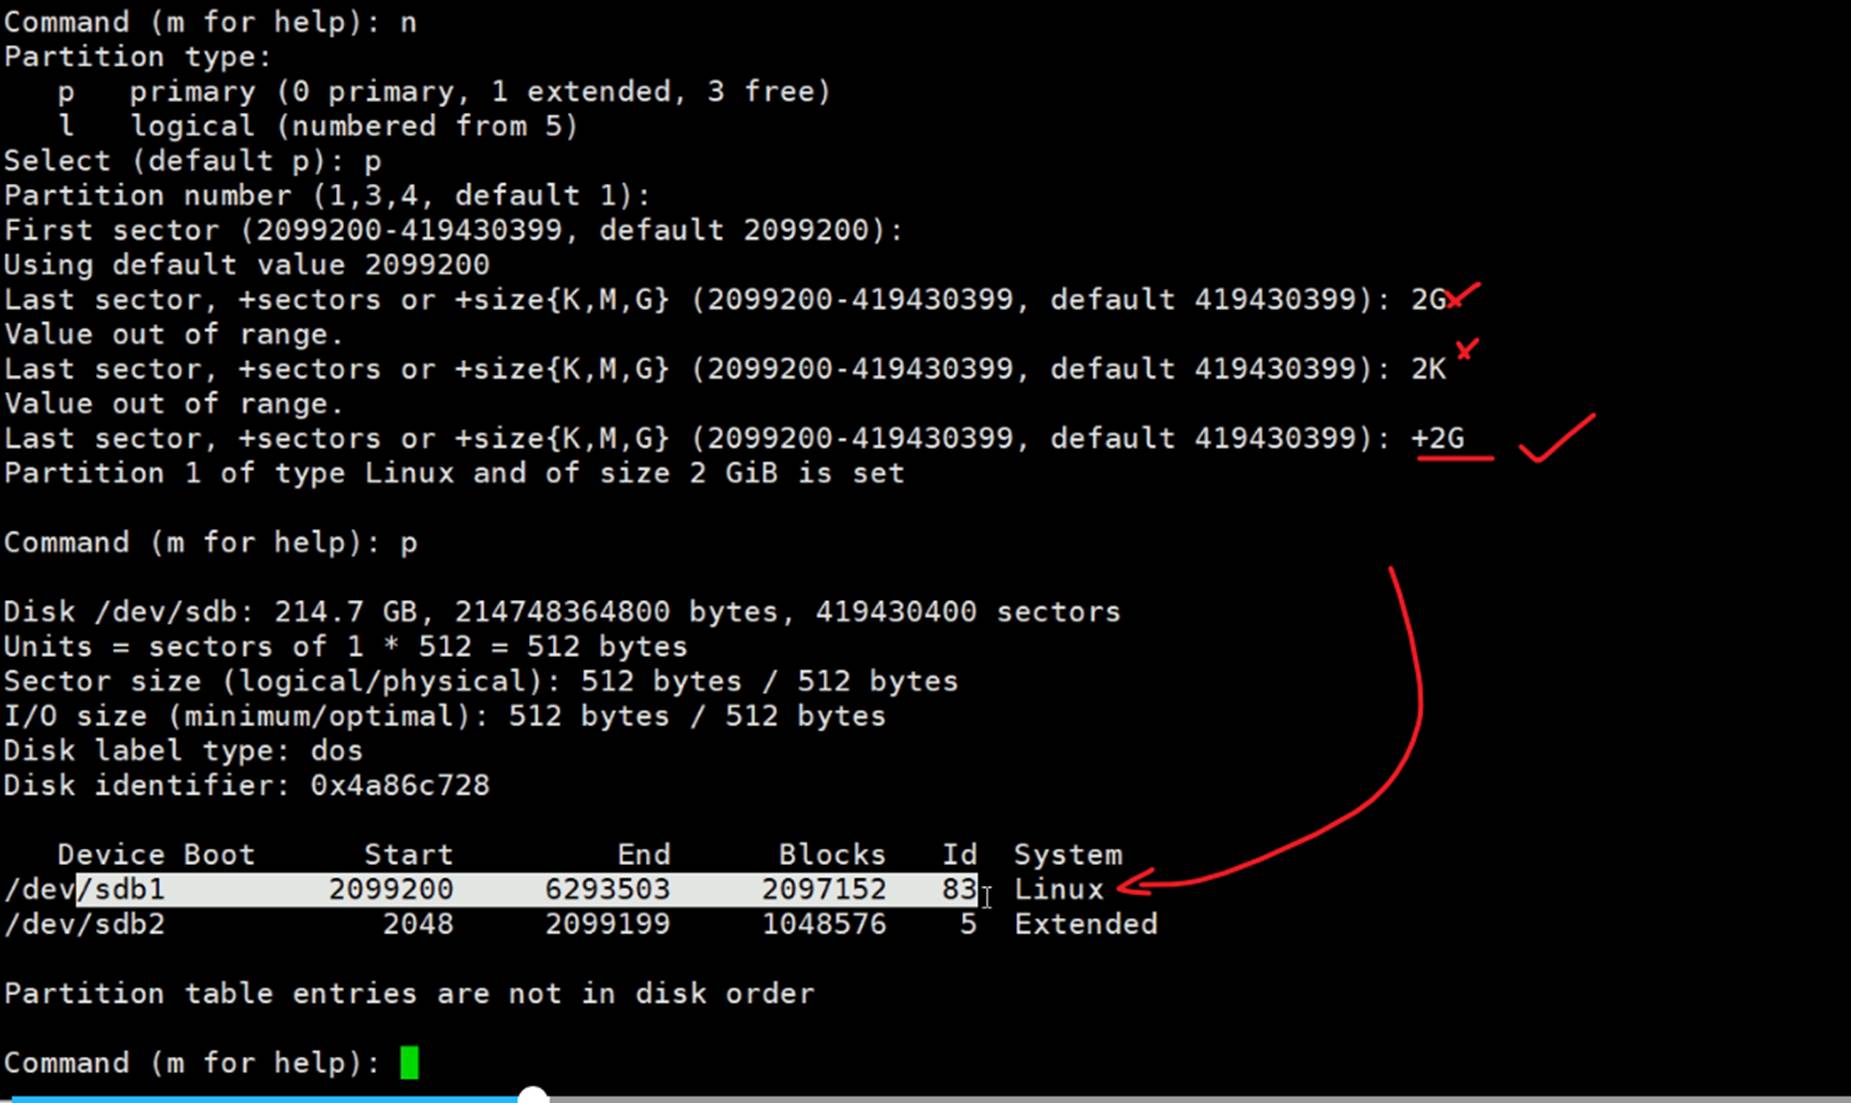 Command (m for help): n
Partition type:
   p   primary (0 primary, 1 extended, 3 free)
   l   logical (numbered from 5)
Select (default p): p
Partition number (1,3,4, default 1):
First sector (2099200-419430399, default 2099200):
Using default value 2099200
Last sector, +sectors or +size{K,M,G} (2099200-419430399, default 419430399): 2G
Value out of range.
Last sector, +sectors or +size{K,M,G} (2099200-419430399, default 419430399): 2K
Value out of range.
Last sector, +sectors or +size{K,M,G} (2099200-419430399, default 419430399): +2G
Partition 1 of type Linux and of size 2 GiB is set
Command (m for help): p
Disk /dev/sdb: 214.7 GB, 214748364800 bytes, 419430400 sectors
Units = sectors of 1 * 512 = 512 bytes
Sector size (logical/physical): 512 bytes / 512 bytes
I/O size (minimum/optimal): 512 bytes / 512 bytes
Disk label type: dos
Disk identifier: 0x4a86c728
   Device Boot      Start         End      Blocks   Id  System
/dev/sdb1         2099200     6293503     2097152   83  Linux
/dev/sdb2            2048     2099199     1048576    5  Extended
Partition table entries are not in disk order
Command (m for help):